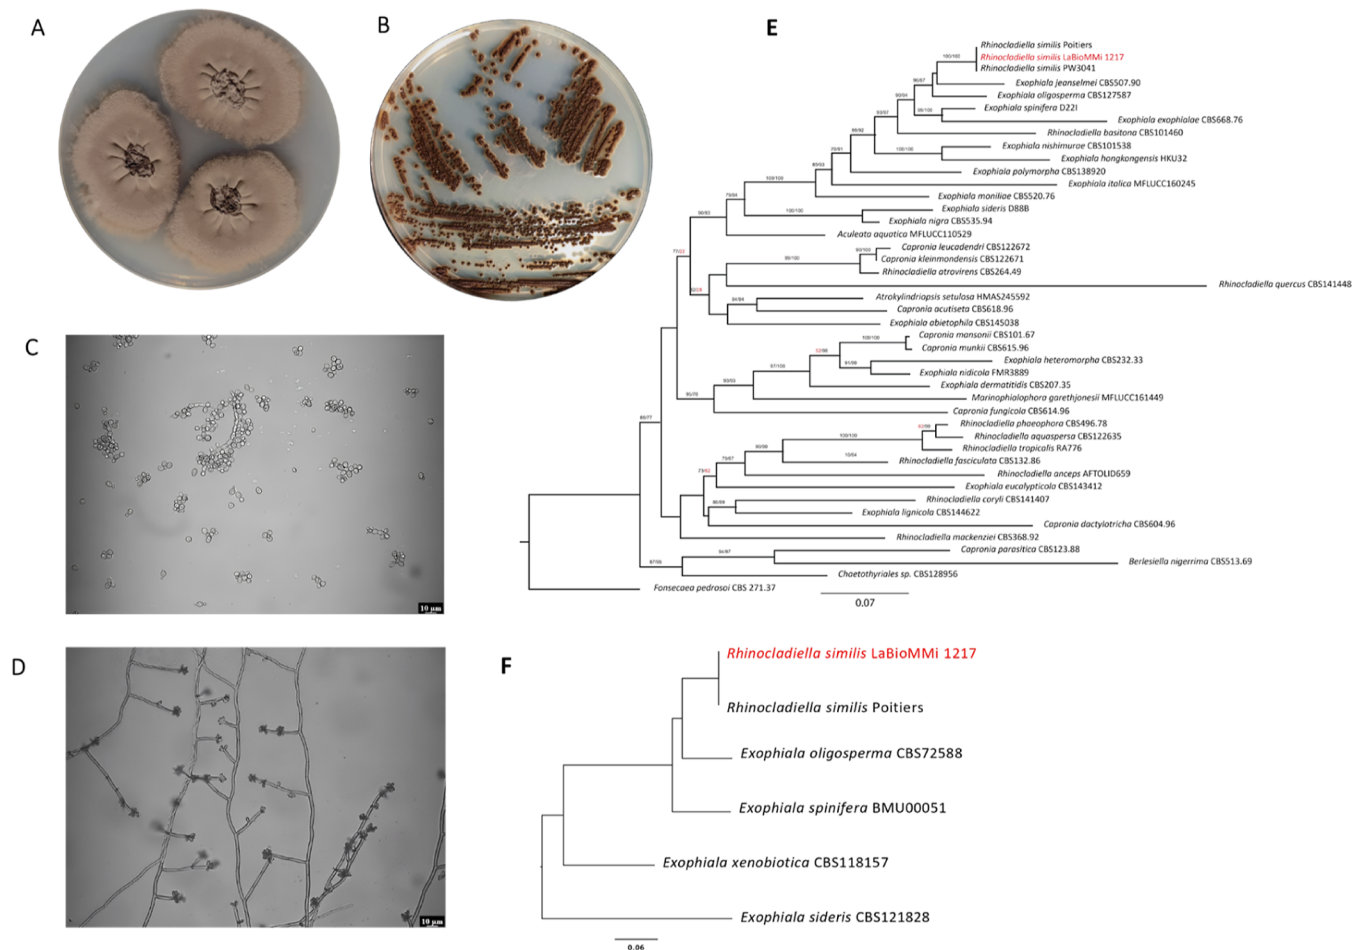 A
B
E
Rhinocladiella similis Poitiers
Rhinocladiella similis LaBioMMi 1217
Rhinocladiella similis PW3041
Exophiala jeanselmei CBS507.90
Exophiala oligosperma CBS127587
Exophiala spinifera D22I
Exophiala exophialae CBS668.76
Rhinocladiella basitona CBS101460
Exophiala nishimurae CBS101538
Exophiala hongkongensis HKU32
Exophiala polymorpha CBS138920
Exophiala italica MFLUCC160245
Exophiala moniliae CBS520.76
Exophiala sideris D88B
Exophiala nigra CBS535.94
Aculeata aquatica MFLUCC110529
Capronia leucadendri CBS122672
Capronia kleinmondensis CBS122671
Rhinocladiella atrovirens CBS264.49
Rhinocladiella quercus CBS141448
Atrokylindriopsis setulosa HMAS245592
Capronia acutiseta CBS618.96
Exophiala abietophila CBS145038
Capronia mansonii CBS101.67
Capronia munkii CBS615.96
Exophiala heteromorpha CBS232.33
Exophiala nidicola FMR3889
Exophiala dermatitidis CBS207.35
Marinophialophora garethjonesii MFLUCC161449
Capronia fungicola CBS614.96
Rhinocladiella phaeophora CBS496.78
Rhinocladiella aquaspersa CBS122635
Rhinocladiella tropicalis RA776
Rhinocladiella fasciculata CBS132.86
Rhinocladiella anceps AFTOLID659
Exophiala eucalypticola CBS143412
Rhinocladiella coryli CBS141407
Exophiala lignicola CBS144622
Capronia dactylotricha CBS604.96
Rhinocladiella mackenziei CBS368.92
Capronia parasitica CBS123.88
Berlesiella nigerrima CBS513.69
Chaetothyriales sp. CBS128956
Fonsecaea pedrosoi CBS 271.37
0.07
C
10 µm
D
10 µm
F
Rhinocladiella similis LaBioMMi 1217
Rhinocladiella similis Poitiers
Exophiala oligosperma CBS72588
Exophiala spinifera BMU00051
Exophiala xenobiotica CBS118157
Exophiala sideris CBS121828
0.06